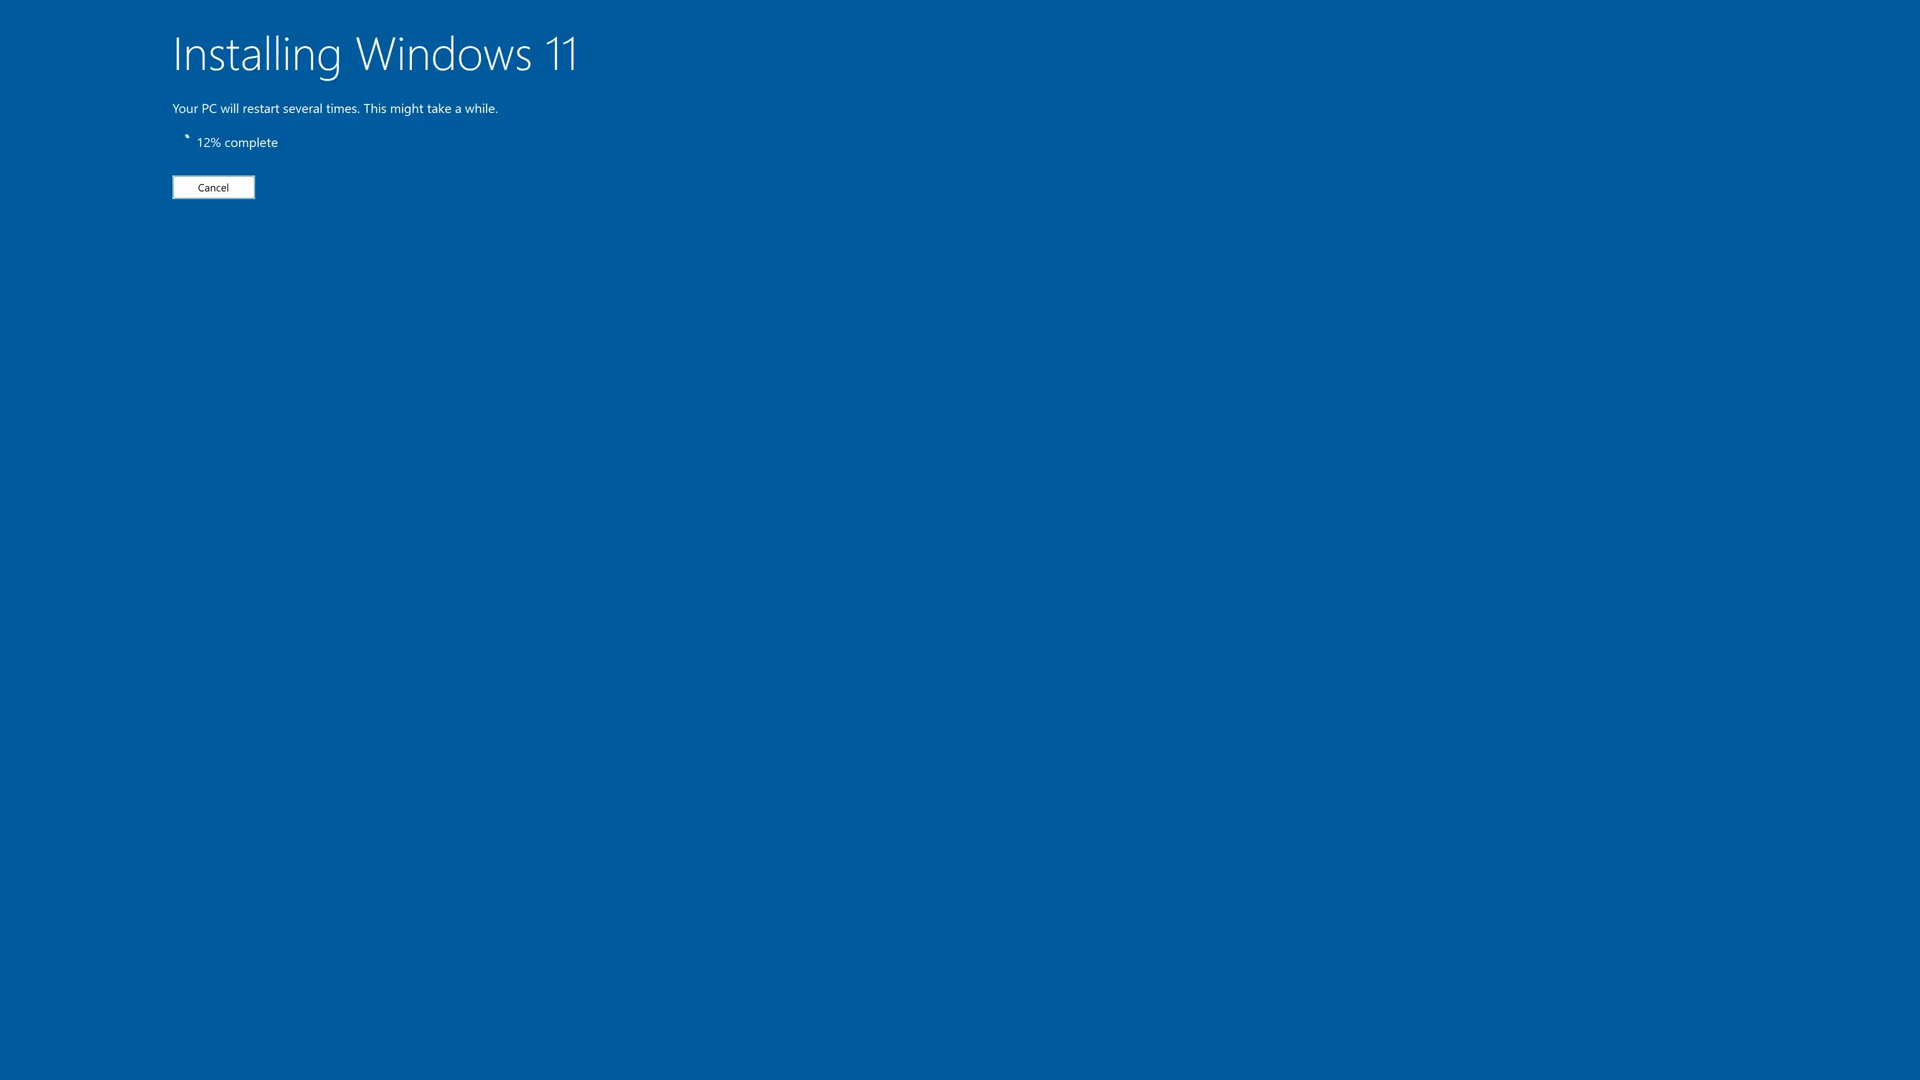 Installing Windows 11
Your PC will restart several times. This might take a while.
12% complete
Cancel